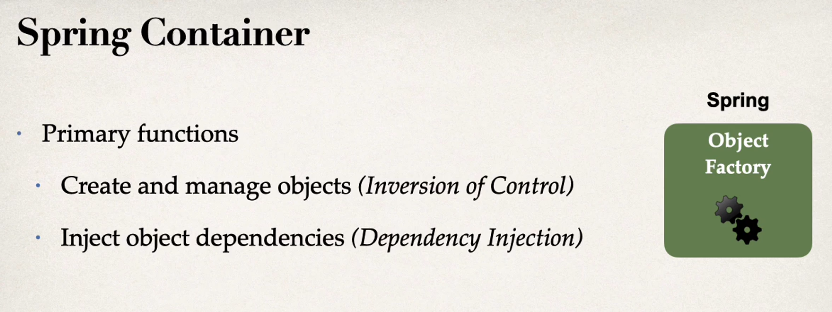 Spring Container
• Primary functions
• Create and manage objects (Inversion of Control)
• Inject object dependencies (Dependency Injection)
Spring
Object
Factory